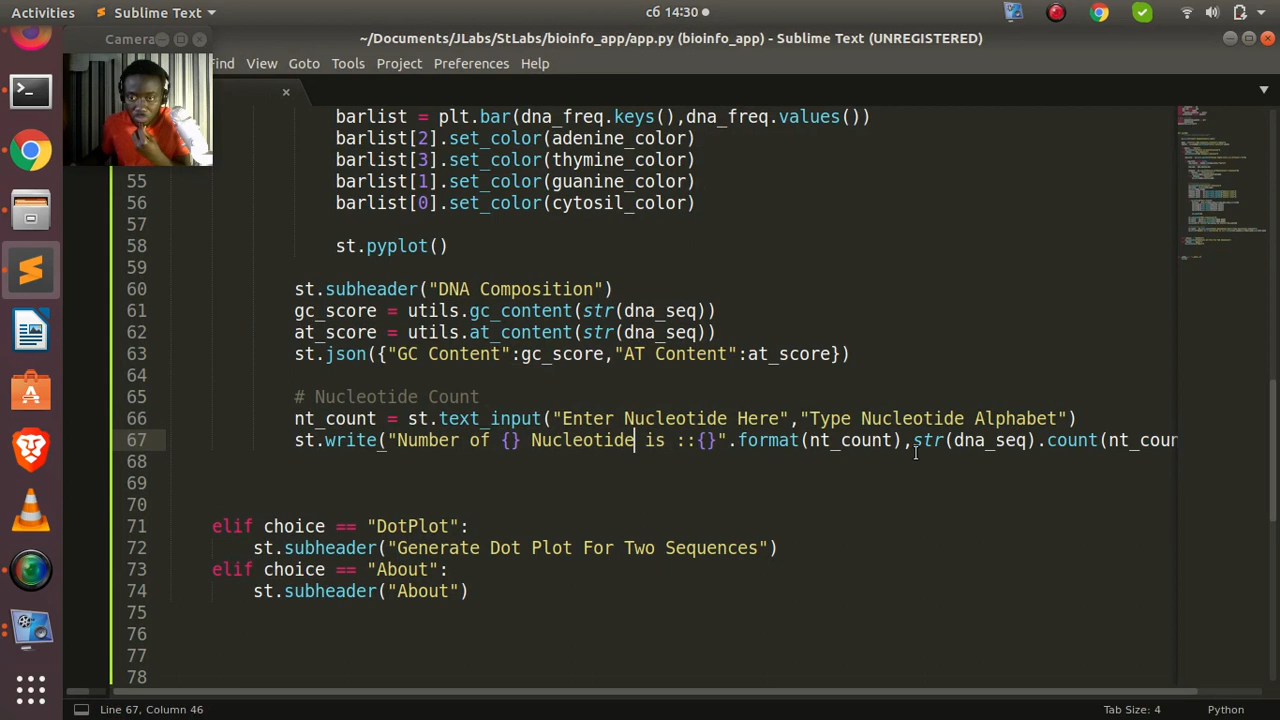 Activities Sublime Text сб 14:30
Camera
~/Documents/JLabs/StLabs/bioinfo_app/app.py (bioinfo_app) - Sublime Text (UNREGISTERED)
Find View Goto Tools Project Preferences Help
barlist = plt.bar(dna_freq.keys(),dna_freq.values())
barlist[2].set_color(adenine_color)
barlist[3].set_color(thymine_color)
55 barlist[1].set_color(guanine_color)
56 barlist[0].set_color(cytosil_color)
57
58 st.pyplot()
59
60 st.subheader("DNA Composition")
61 gc_score = utils.gc_content(str(dna_seq))
62 at_score = utils.at_content(str(dna_seq))
63 st.json({"GC Content":gc_score,"AT Content":at_score})
64
65 # Nucleotide Count
66 nt_count = st.text_input("Enter Nucleotide Here","Type Nucleotide Alphabet")
67 st.write("Number of {} Nucleotide is ::{}".format(nt_count),str(dna_seq).count(nt_coun
68
69
70
71 elif choice == "DotPlot":
72 st.subheader("Generate Dot Plot For Two Sequences")
73 elif choice == "About":
74 st.subheader("About")
75
76
77
78
Line 67, Column 46 Tab Size: 4 Python